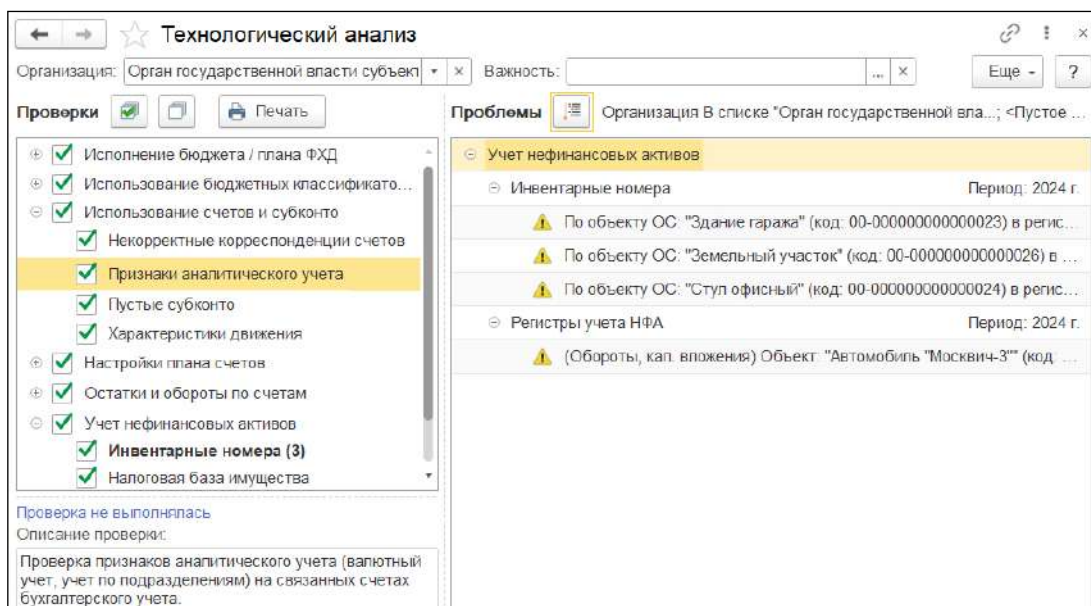 Технологический анализ
Организация: Орган государственной власти субъект Важность: ... Еще ?
Проверки Печать
Проблемы Организация В списке "Орган государственной вла...; <Пустое ...
Исполнение бюджета / плана ФХД
Использование бюджетных классификато...
Использование счетов и субконто
Некорректные корреспонденции счетов
Признаки аналитического учета
Пустые субконто
Характеристики движения
Настройки плана счетов
Остатки и обороты по счетам
Учет нефинансовых активов
Инвентарные номера (3)
Налоговая база имущества
Проверка не выполнялась
Описание проверки:
Проверка признаков аналитического учета (валютный
учет, учет по подразделениям) на связанных счетах
бухгалтерского учета.
Учет нефинансовых активов
Инвентарные номера Период: 2024 г.
По объекту ОС: "Здание гаража" (код: 00-000000000000023) в регис...
По объекту ОС: "Земельный участок" (код: 00-000000000000026) в ...
По объекту ОС: "Стул офисный" (код: 00-000000000000024) в регис...
Регистры учета НФА Период: 2024 г.
(Обороты, кап. вложения) Объект: "Автомобиль "Москвич-3"" (код: ...